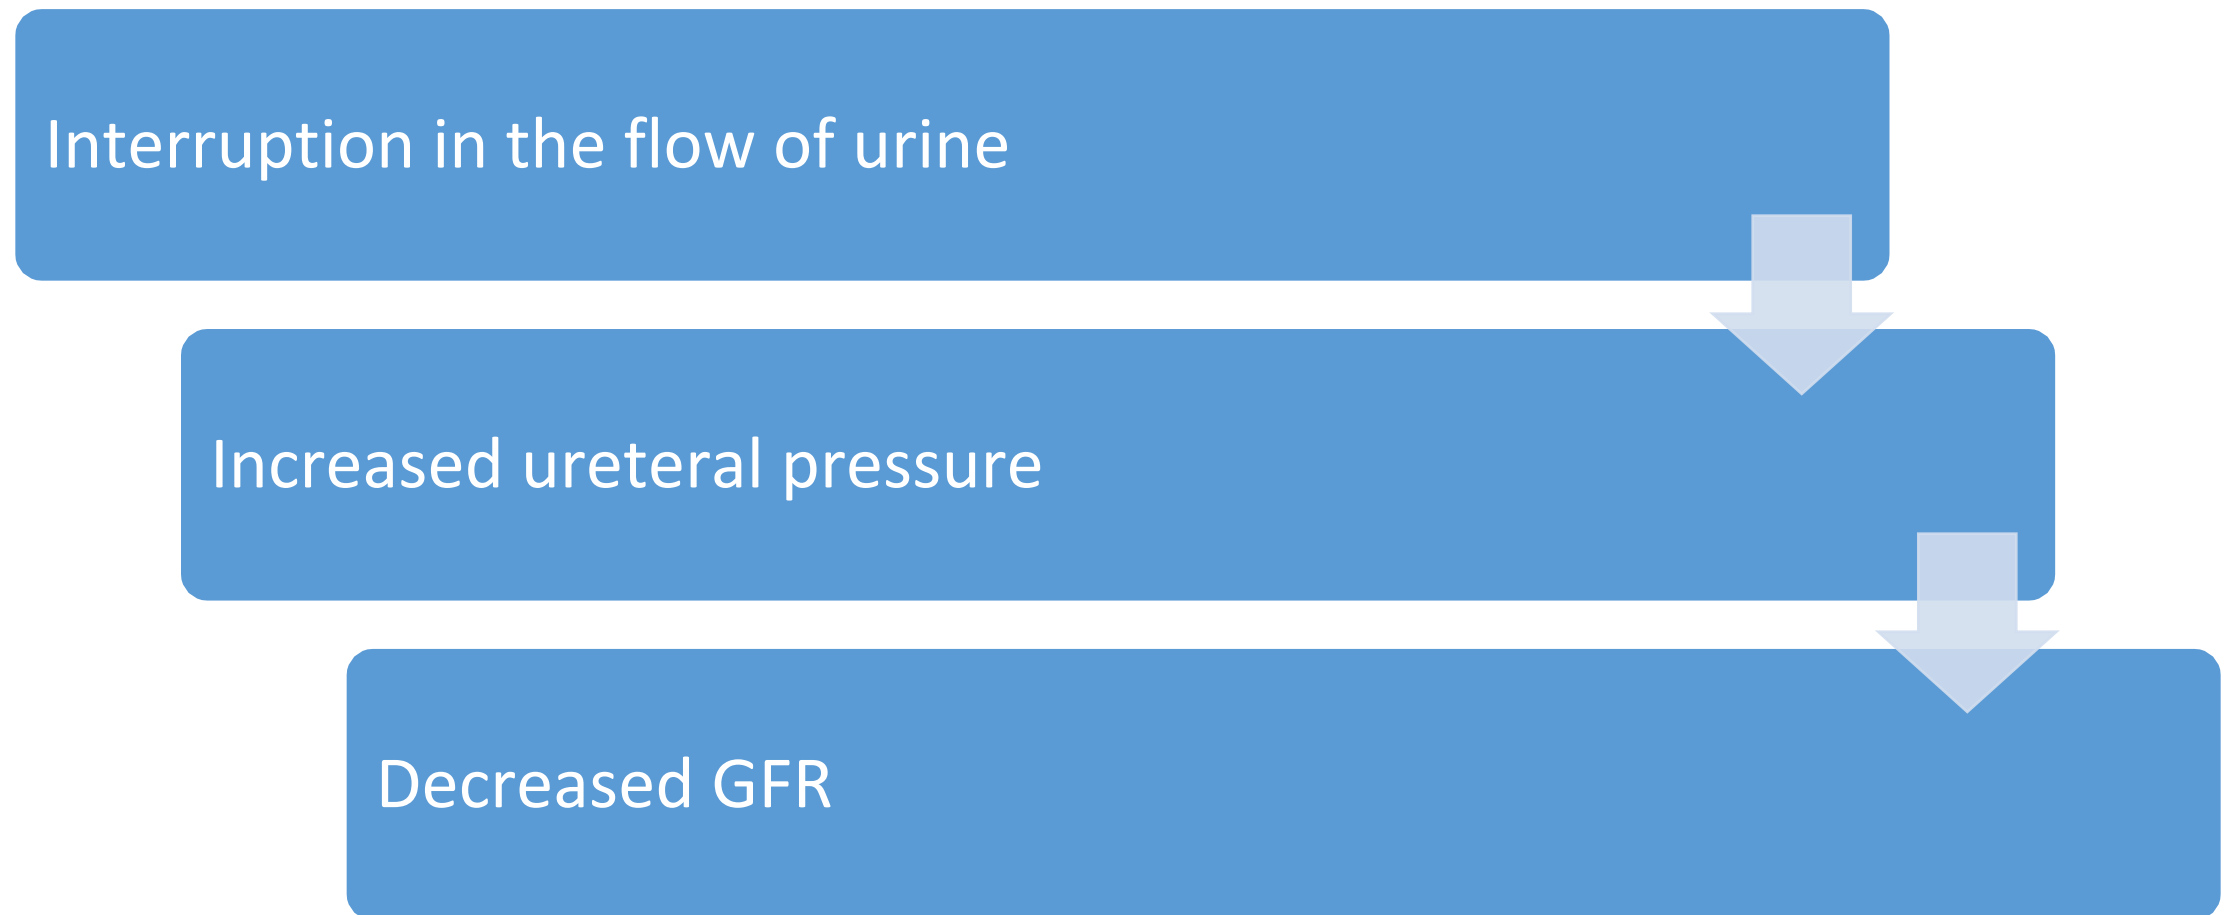 Interruption in the flow of urine
Increased ureteral pressure
Decreased GFR